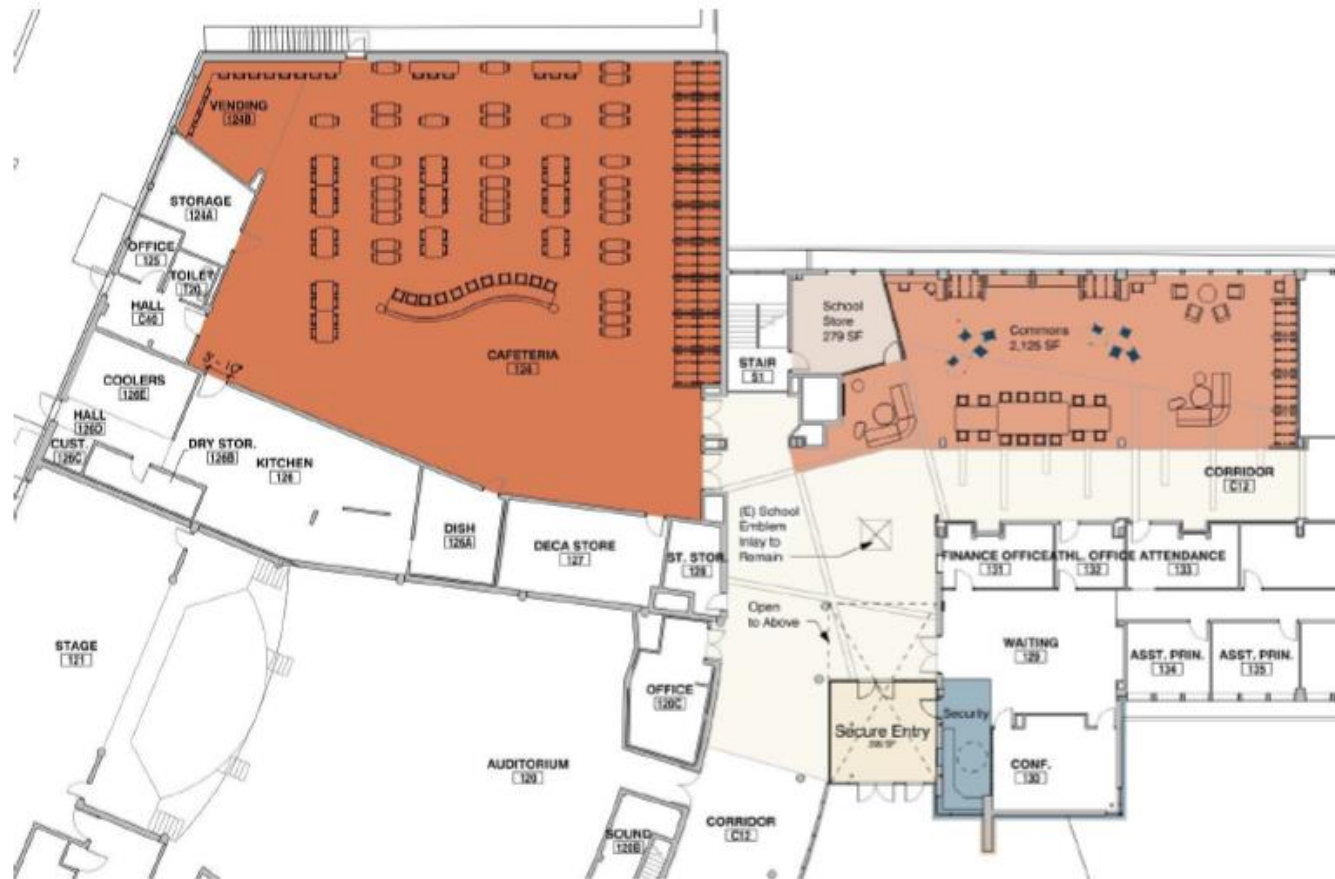 VENDING
124B
STORAGE
124A
OFFICE
125
TOILET
T20
HALL
C40
CAFETERIA
124
COOLERS
126E
HALL
126D
CUST.
126C
DRY STOR.
126B
KITCHEN
126
DISH
126A
DECA STORE
127
ST. STOR.
128
STAIR
S1
School
Store
279 SF
Commons
2,125 SF
CORRIDOR
C12
(E) School
Emblem
Inlay to
Remain
Open
to Above
FINANCE OFFICE
131
ATHL. OFFICE
132
ATTENDANCE
133
WAITING
129
ASST. PRIN.
134
ASST. PRIN.
135
Security
Secure Entry
CONF.
130
STAGE
121
OFFICE
120C
AUDITORIUM
120
SOUND
120B
CORRIDOR
C12